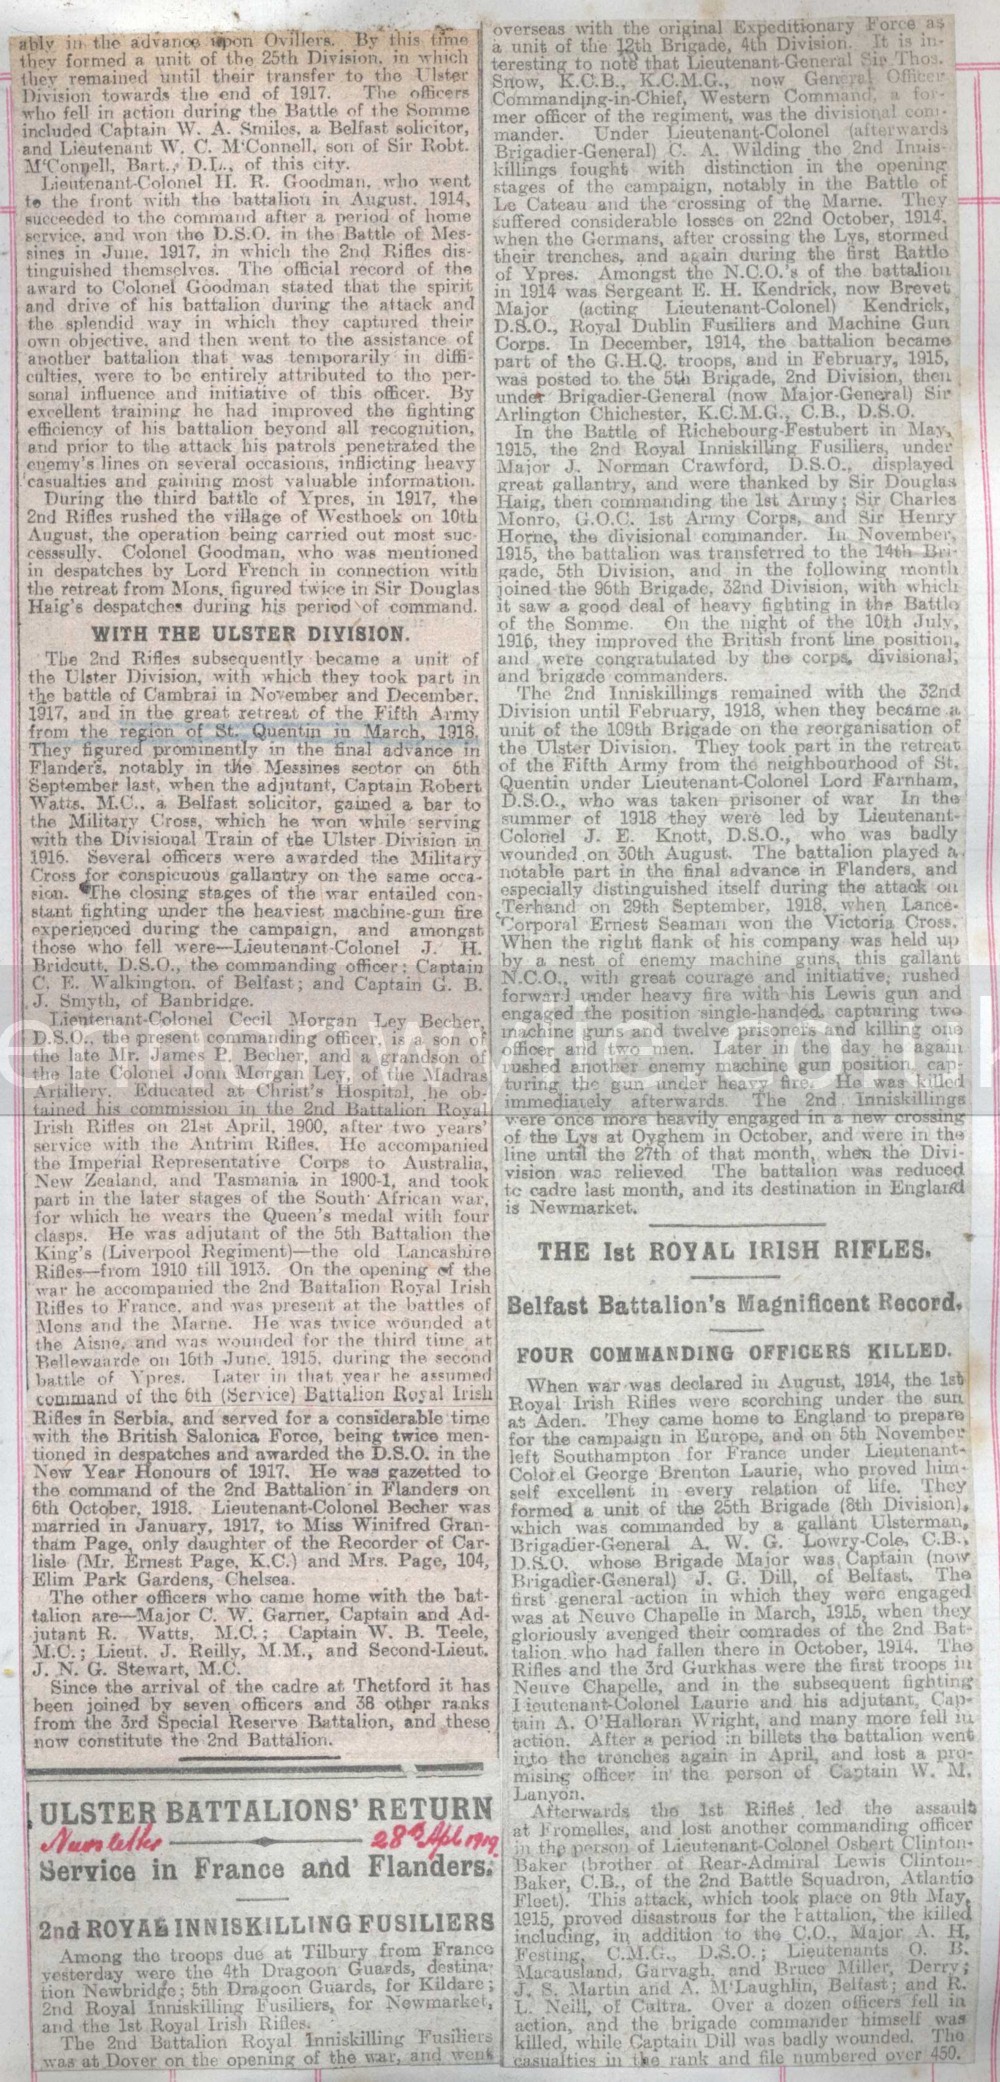 ably in the advance upon Ovillers. By this time
they formed a unit of the 25th Division, in which
they remained until their transfer to the Ulster
Division towards the end of 1917. The officers
who fell in action during the Battle of the Somme
included Captain W. A. Smiles, a Belfast solicitor,
and Lieutenant W. C. M'Connell, son of Sir Robt.
M'Connell, Bart., D.L., of this city.
Lieutenant-Colonel H. R. Goodman, who went
to the front with the battalion in August, 1914,
succeeded to the command after a period of home
service, and won the D.S.O. in the Battle of Mes-
sines in June, 1917, in which the 2nd Rifles dis-
tinguished themselves. The official record of the
award to Colonel Goodman stated that the spirit
and drive of his battalion during the attack and
the splendid way in which they captured their
own objective, and then went to the assistance of
another battalion that was temporarily in diffi-
culties, were to be entirely attributed to the per-
sonal influence and initiative of this officer. By
excellent training he had improved the fighting
efficiency of his battalion beyond all recognition,
and prior to the attack his patrols penetrated the
enemy's lines on several occasions, inflicting heavy
casualties and gaining most valuable information.
During the third battle of Ypres, in 1917, the
2nd Rifles rushed the village of Westhoek on 10th
August, the operation being carried out most suc-
cesssully. Colonel Goodman, who was mentioned
in despatches by Lord French in connection with
the retreat from Mons, figured twice in Sir Douglas
Haig's despatches during his period of command.
WITH THE ULSTER DIVISION.
The 2nd Rifles subsequently became a unit of
the Ulster Division, with which they took part in
the battle of Cambrai in November and December,
1917, and in the great retreat of the Fifth Army
from the region of St. Quentin in March, 1918.
They figured prominently in the final advance in
Flanders, notably in the Messines sector on 6th
September last, when the adjutant, Captain Robert
Watts, M.C., a Belfast solicitor, gained a bar to
the Military Cross, which he won while serving
with the Divisional Train of the Ulster Division in
1916. Several officers were awarded the Military
Cross for conspicuous gallantry on the same occa-
sion. The closing stages of the war entailed con-
stant fighting under the heaviest machine-gun fire
experienced during the campaign, and amongst
those who fell were—Lieutenant-Colonel J. H.
Bridcutt, D.S.O., the commanding officer; Captain
C. E. Walkington, of Belfast; and Captain G. B.
J. Smyth, of Banbridge.
Lieutenant-Colonel Cecil Morgan Ley Becher,
D.S.O., the present commanding officer, is a son of
the late Mr. James P. Becher, and a grandson of
the late Colonel John Morgan Ley, of the Madras
Artillery. Educated at Christ's Hospital, he ob-
tained his commission in the 2nd Battalion Royal
Irish Rifles on 21st April, 1900, after two years'
service with the Antrim Rifles. He accompanied
the Imperial Representative Corps to Australia,
New Zealand, and Tasmania in 1900-1, and took
part in the later stages of the South African war,
for which he wears the Queen's medal with four
clasps. He was adjutant of the 5th Battalion the
King's (Liverpool Regiment)—the old Lancashire
Rifles—from 1910 till 1913. On the opening of the
war he accompanied the 2nd Battalion Royal Irish
Rifles to France, and was present at the battles of
Mons and the Marne. He was twice wounded at
the Aisne, and was wounded for the third time at
Bellewaarde on 16th June, 1915, during the second
battle of Ypres. Later in that year he assumed
command of the 6th (Service) Battalion Royal Irish
Rifles in Serbia, and served for a considerable time
with the British Salonica Force, being twice men-
tioned in despatches and awarded the D.S.O. in the
New Year Honours of 1917. He was gazetted to
the command of the 2nd Battalion in Flanders on
6th October, 1918. Lieutenant-Colonel Becher was
married in January, 1917, to Miss Winifred Gran-
tham Page, only daughter of the Recorder of Car-
lisle (Mr. Ernest Page, K.C.) and Mrs. Page, 104,
Elim Park Gardens, Chelsea.
The other officers who came home with the bat-
talion are—Major C. W. Garner, Captain and Ad-
jutant R. Watts, M.C.; Captain W. B. Teele,
M.C.; Lieut. J. Reilly, M.M., and Second-Lieut.
J. N. G. Stewart, M.C.
Since the arrival of the cadre at Thetford it has
been joined by seven officers and 38 other ranks
from the 3rd Special Reserve Battalion, and these
now constitute the 2nd Battalion.
ULSTER BATTALIONS' RETURN
Newsletter 28th Apl 1919.
Service in France and Flanders.
2nd ROYAL INNISKILLING FUSILIERS
Among the troops due at Tilbury from France
yesterday were the 4th Dragoon Guards, destina-
tion Newbridge; 5th Dragoon Guards, for Kildare;
2nd Royal Inniskilling Fusiliers, for Newmarket,
and the 1st Royal Irish Rifles.
The 2nd Battalion Royal Inniskilling Fusiliers
was at Dover on the opening of the war, and went
overseas with the original Expeditionary Force as
a unit of the 12th Brigade, 4th Division. It is in-
teresting to note that Lieutenant-General Sir Thos.
Snow, K.C.B., K.C.M.G., now General Officer
Commanding-in-Chief, Western Command, a for-
mer officer of the regiment, was the divisional com-
mander. Under Lieutenant-Colonel (afterwards
Brigadier-General) C. A. Wilding the 2nd Innis-
killings fought with distinction in the opening
stages of the campaign, notably in the Battle of
Le Cateau and the crossing of the Marne. They
suffered considerable losses on 22nd October, 1914,
when the Germans, after crossing the Lys, stormed
their trenches, and again during the first Battle
of Ypres. Amongst the N.C.O.'s of the battalion
in 1914 was Sergeant E. H. Kendrick, now Brevet
Major (acting Lieutenant-Colonel) Kendrick,
D.S.O., Royal Dublin Fusiliers and Machine Gun
Corps. In December, 1914, the battalion became
part of the G.H.Q. troops, and in February, 1915,
was posted to the 5th Brigade, 2nd Division, then
under Brigadier-General (now Major-General) Sir
Arlington Chichester, K.C.M.G., C.B., D.S.O.
In the Battle of Richebourg-Festubert in May,
1915, the 2nd Royal Inniskilling Fusiliers, under
Major J. Norman Crawford, D.S.O., displayed
great gallantry, and were thanked by Sir Douglas
Haig, then commanding the 1st Army; Sir Charles
Monro, G.O.C. 1st Army Corps, and Sir Henry
Horne, the divisional commander. In November,
1915, the battalion was transferred to the 14th Bri-
gade, 5th Division, and in the following month
joined the 96th Brigade, 32nd Division, with which
it saw a good deal of heavy fighting in the Battle
of the Somme. On the night of the 10th July,
1916, they improved the British front line position,
and were congratulated by the corps, divisional,
and brigade commanders.
The 2nd Inniskillings remained with the 32nd
Division until February, 1918, when they became a
unit of the 109th Brigade on the reorganisation of
the Ulster Division. They took part in the retreat
of the Fifth Army from the neighbourhood of St.
Quentin under Lieutenant-Colonel Lord Farnham,
D.S.O., who was taken prisoner of war In the
summer of 1918 they were led by Lieutenant-
Colonel J. E. Knott, D.S.O., who was badly
wounded on 30th August. The battalion played a
notable part in the final advance in Flanders, and
especially distinguished itself during the attack on
Terhand on 29th September, 1918, when Lance-
Corporal Ernest Seaman won the Victoria Cross.
When the right flank of his company was held up
by a nest of enemy machine guns, this gallant
N.C.O., with great courage and initiative, rushed
forward under heavy fire with his Lewis gun and
engaged the position single-handed, capturing two
machine guns and twelve prisoners and killing one
officer and two men. Later in the day he again
rushed another enemy machine gun position, cap-
turing the gun under heavy fire. He was killed
immediately afterwards. The 2nd Inniskillings
were once more heavily engaged in a new crossing
of the Lys at Oyghem in October, and were in the
line until the 27th of that month, when the Divi-
vision was relieved The battalion was reduced
to cadre last month, and its destination in England
is Newmarket.
THE 1st ROYAL IRISH RIFLES.
Belfast Battalion's Magnificent Record.
FOUR COMMANDING OFFICERS KILLED.
When war was declared in August, 1914, the 1st
Royal Irish Rifles were scorching under the sun
at Aden. They came home to England to prepare
for the campaign in Europe, and on 5th November
left Southampton for France under Lieutenant-
Colonel George Brenton Laurie, who proved him-
self excellent in every relation of life. They
formed a unit of the 25th Brigade (8th Division),
which was commanded by a gallant Ulsterman,
Brigadier-General A. W. G. Lowry-Cole, C.B.,
D.S.O. whose Brigade Major was Captain (now
Brigadier-General) J. G. Dill, of Belfast. The
first general action in which they were engaged
was at Neuve Chapelle in March, 1915, when they
gloriously avenged their comrades of the 2nd Bat-
talion who had fallen there in October, 1914. The
Rifles and the 3rd Gurkhas were the first troops in
Neuve Chapelle, and in the subsequent fighting
Lieutenant-Colonel Laurie and his adjutant, Cap-
tain A. O'Halloran Wright, and many more fell in
action. After a period in billets the battalion went
into the trenches again in April, and lost a pro-
mising officer in the person of Captain W. M.
Lanyon.
Afterwards the 1st Rifles led the assault
at Fromelles, and lost another commanding officer
in the person of Lieutenant-Colonel Osbert Clinton-
Baker (brother of Rear-Admiral Lewis Clinton-
Baker, C.B., of the 2nd Battle Squadron, Atlantic
Fleet). This attack, which took place on 9th May,
1915, proved disastrous for the battalion, the killed
including, in addition to the C.O., Major A. H.
Festing, C.M.G., D.S.O.; Lieutenants O. B.
Macausland, Garvagh, and Bruce Miller, Derry;
J. S. Martin and A. M'Laughlin, Belfast; and R.
L. Neill, of Cultra. Over a dozen officers fell in
action, and the brigade commander himself was
killed, while Captain Dill was badly wounded. The
casualties in the rank and file numbered over 450.